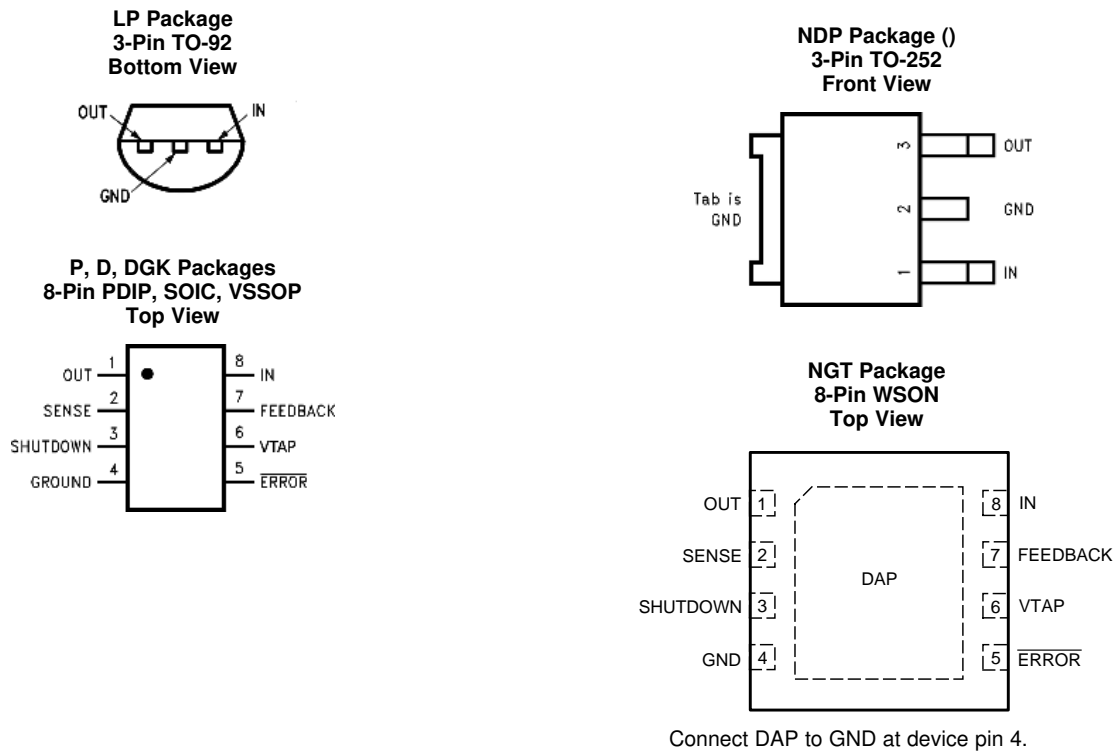 LP Package
3-Pin TO-92
Bottom View
OUT
IN
GND
P, D, DGK Packages
8-Pin PDIP, SOIC, VSSOP
Top View
OUT 1
8 IN
SENSE 2
7 FEEDBACK
SHUTDOWN 3
6 VTAP
GROUND 4
5 ERROR
NDP Package ()
3-Pin TO-252
Front View
3 OUT
Tab is
GND
2 GND
1 IN
NGT Package
8-Pin WSON
Top View
OUT 1
8 IN
SENSE 2
7 FEEDBACK
DAP
SHUTDOWN 3
6 VTAP
GND 4
5 ERROR
Connect DAP to GND at device pin 4.